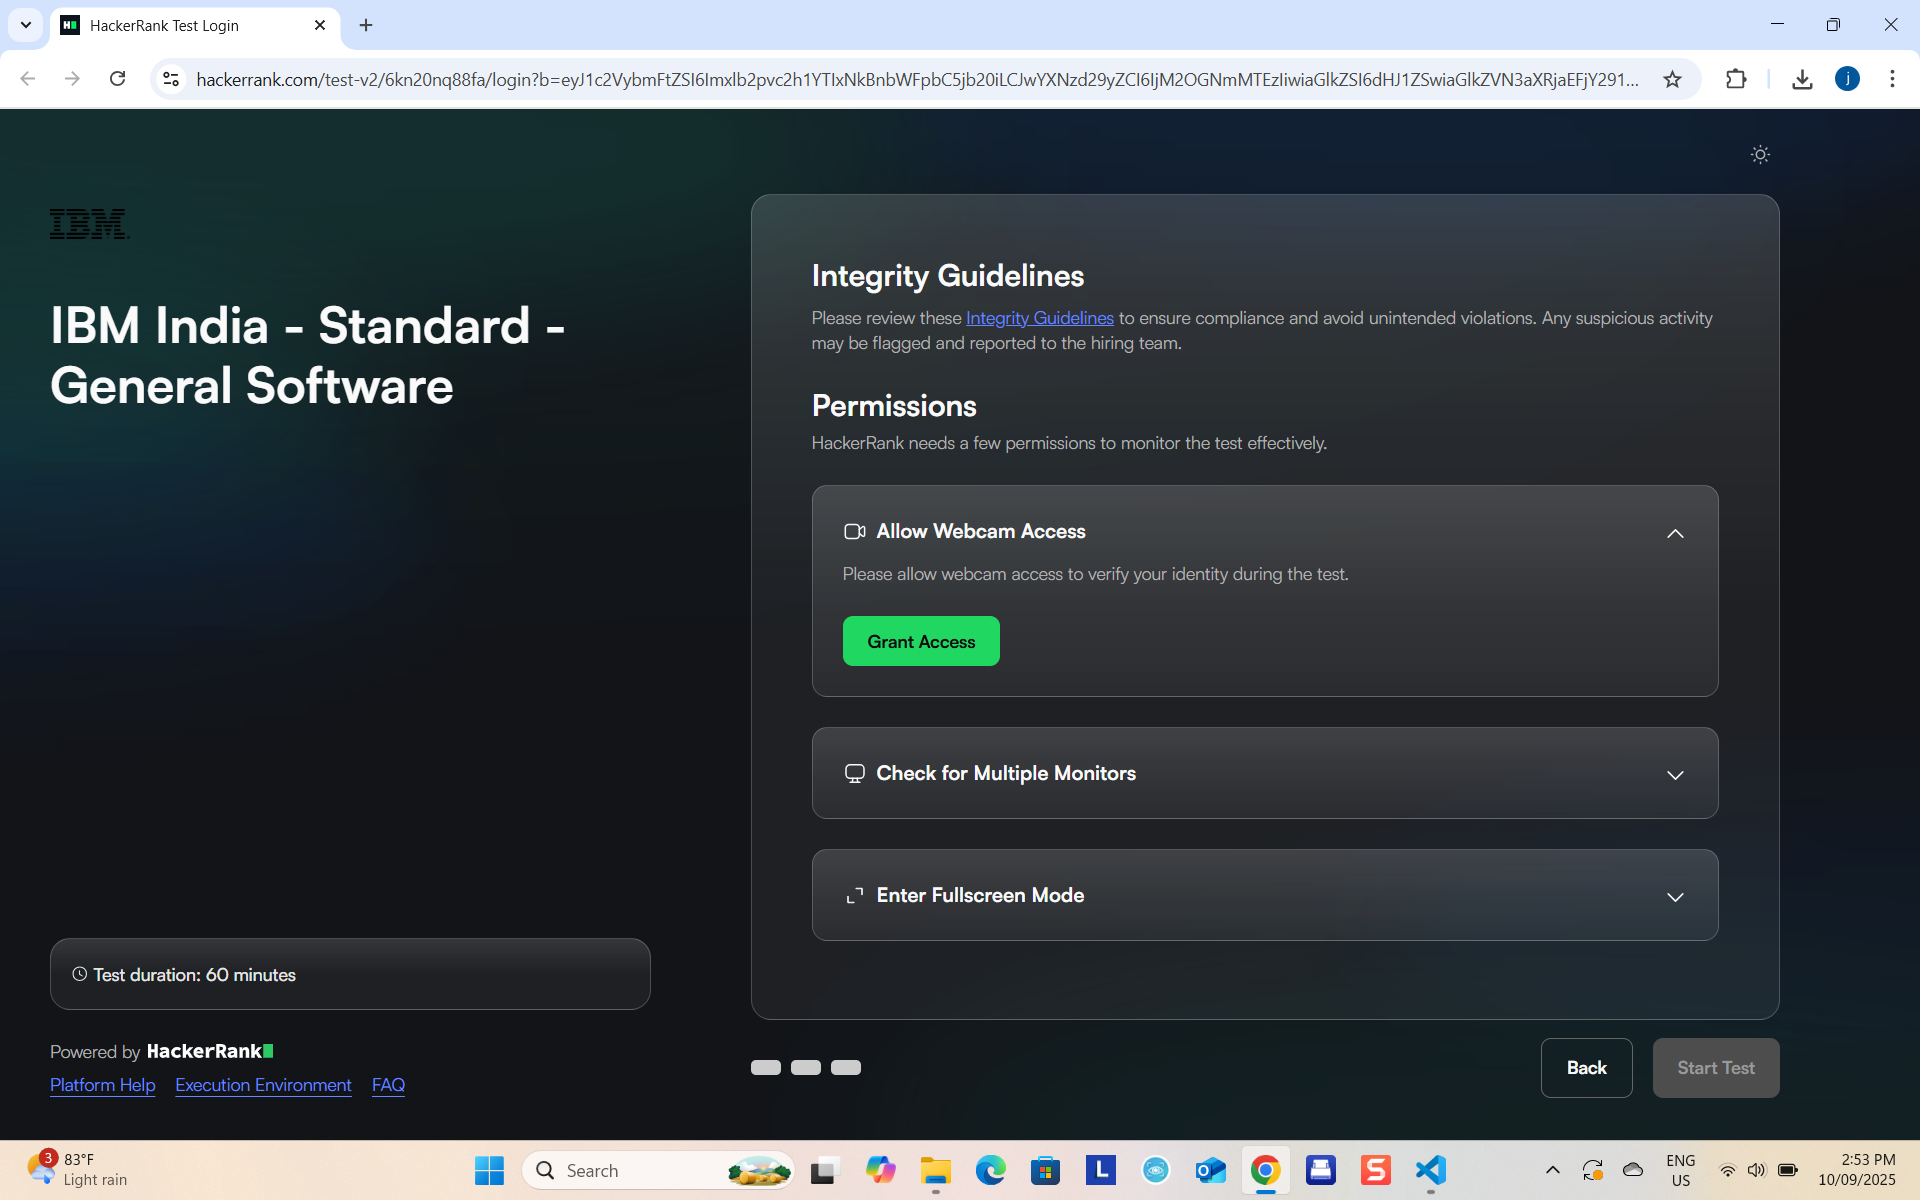 HackerRank Test Login
hackerrank.com/test-v2/6kn20nq88fa/login?b=eyJ1c2VybmFtZSI6Imxlb2pvc2h1YTIxNkBnbWFpbC5jb20iLCJwYXNzd29yZCI6IjM2OGNmMTEzIiwiaGlkZSI6dHJ1ZSwiaGlkZVN3aXRjaEFjY291...
j
IBM
IBM India - Standard -
General Software
Test duration: 60 minutes
Powered by HackerRank
Platform Help Execution Environment FAQ
Integrity Guidelines
Please review these Integrity Guidelines to ensure compliance and avoid unintended violations. Any suspicious activity
may be flagged and reported to the hiring team.
Permissions
HackerRank needs a few permissions to monitor the test effectively.
Allow Webcam Access
Please allow webcam access to verify your identity during the test.
Grant Access
Check for Multiple Monitors
Enter Fullscreen Mode
Back
Start Test
3
83°F
Light rain
Search
L
S
ENG
US
2:53 PM
10/09/2025